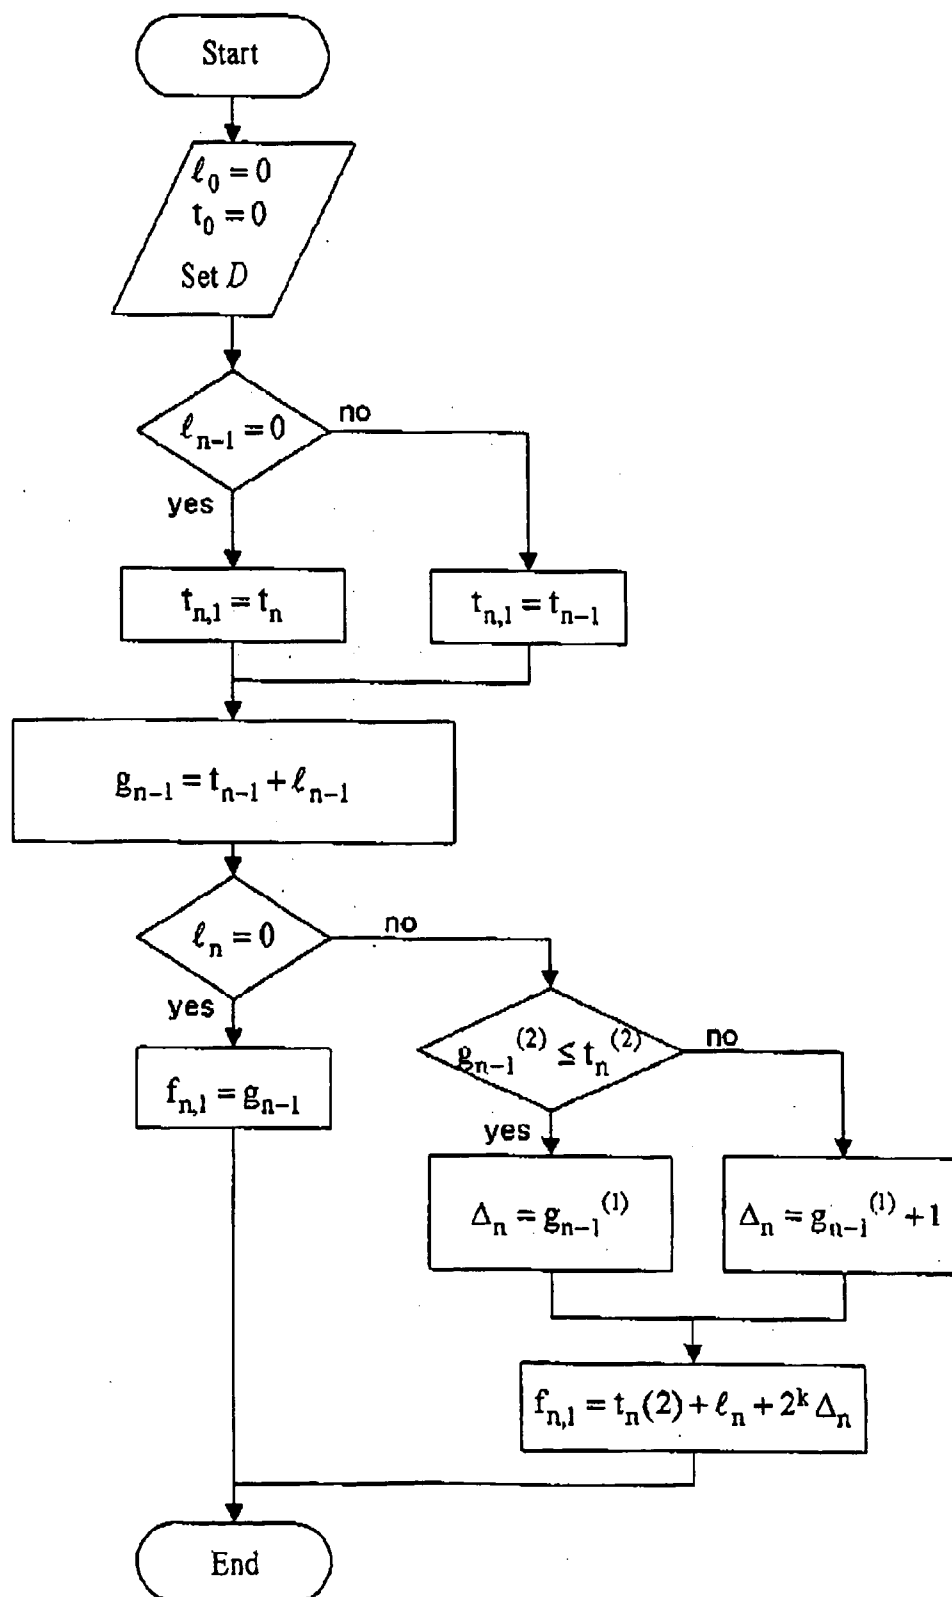 Start
ℓ₀ = 0
t₀ = 0
Set D
ℓₙ₋₁ = 0
no
yes
tₙ,₁ = tₙ
tₙ,₁ = tₙ₋₁
gₙ₋₁ = tₙ₋₁ + ℓₙ₋₁
ℓₙ = 0
no
yes
gₙ₋₁⁽²⁾ ≤ tₙ⁽²⁾
no
fₙ,₁ = gₙ₋₁
yes
Δₙ = gₙ₋₁⁽¹⁾
Δₙ = gₙ₋₁⁽¹⁾ + 1
fₙ,₁ = tₙ(2) + ℓₙ + 2ᵏ Δₙ
End